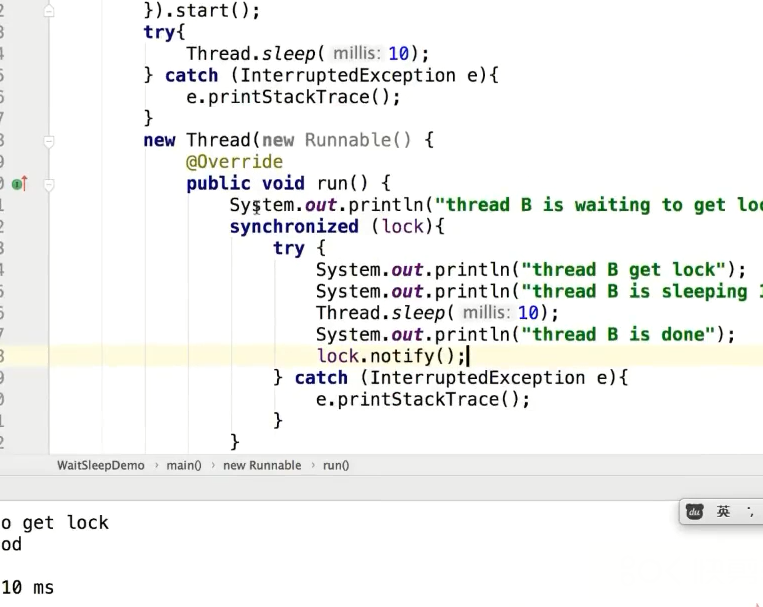 }).start();
try{
Thread.sleep( millis: 10);
} catch (InterruptedException e){
e.printStackTrace();
}
new Thread(new Runnable() {
@Override
public void run() {
System.out.println("thread B is waiting to get loc
synchronized (lock){
try {
System.out.println("thread B get lock");
System.out.println("thread B is sleeping 1
Thread.sleep( millis: 10);
System.out.println("thread B is done");
lock.notify();
} catch (InterruptedException e){
e.printStackTrace();
}
}
WaitSleepDemo › main() › new Runnable › run()
o get lock
od
10 ms
du 英 ·,